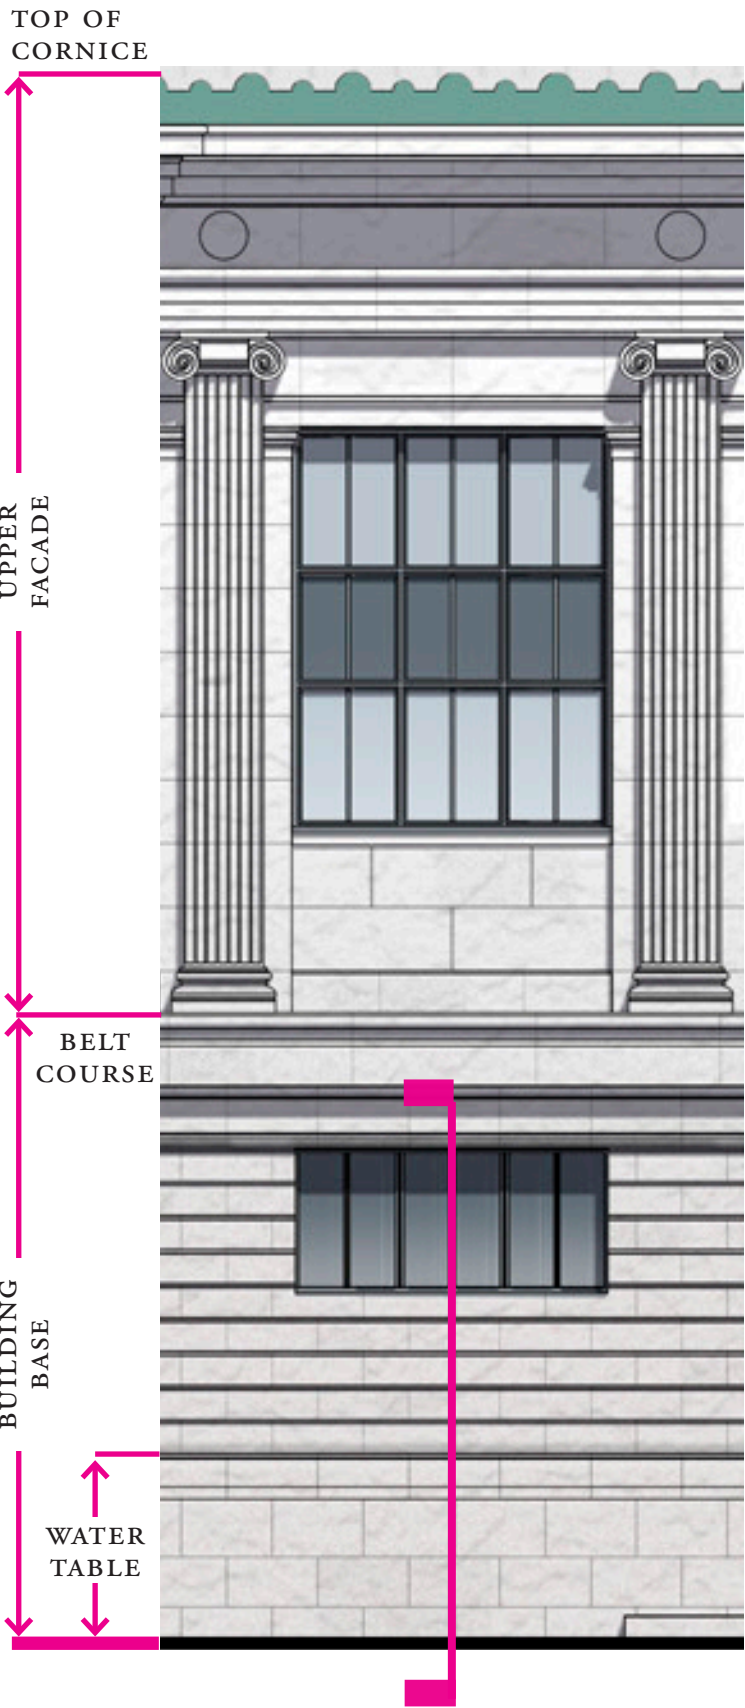 TOP OF
CORNICE
UPPER
FACADE
BELT
COURSE
BUILDING
BASE
WATER
TABLE